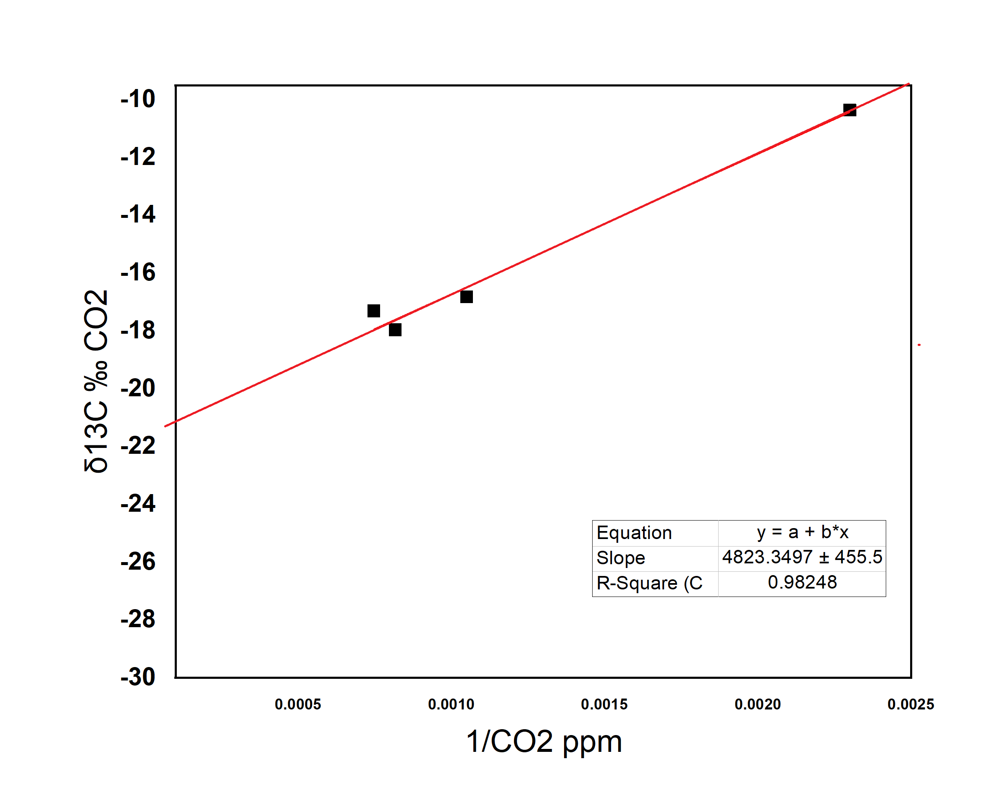 -10
-12
-14
-16
-18
-20
-22
-24
-26
-28
-30
δ13C ‰ CO2
Equation y = a + b*x
Slope 4823.3497 ± 455.5
R-Square (C 0.98248
0.0005 0.0010 0.0015 0.0020 0.0025
1/CO2 ppm